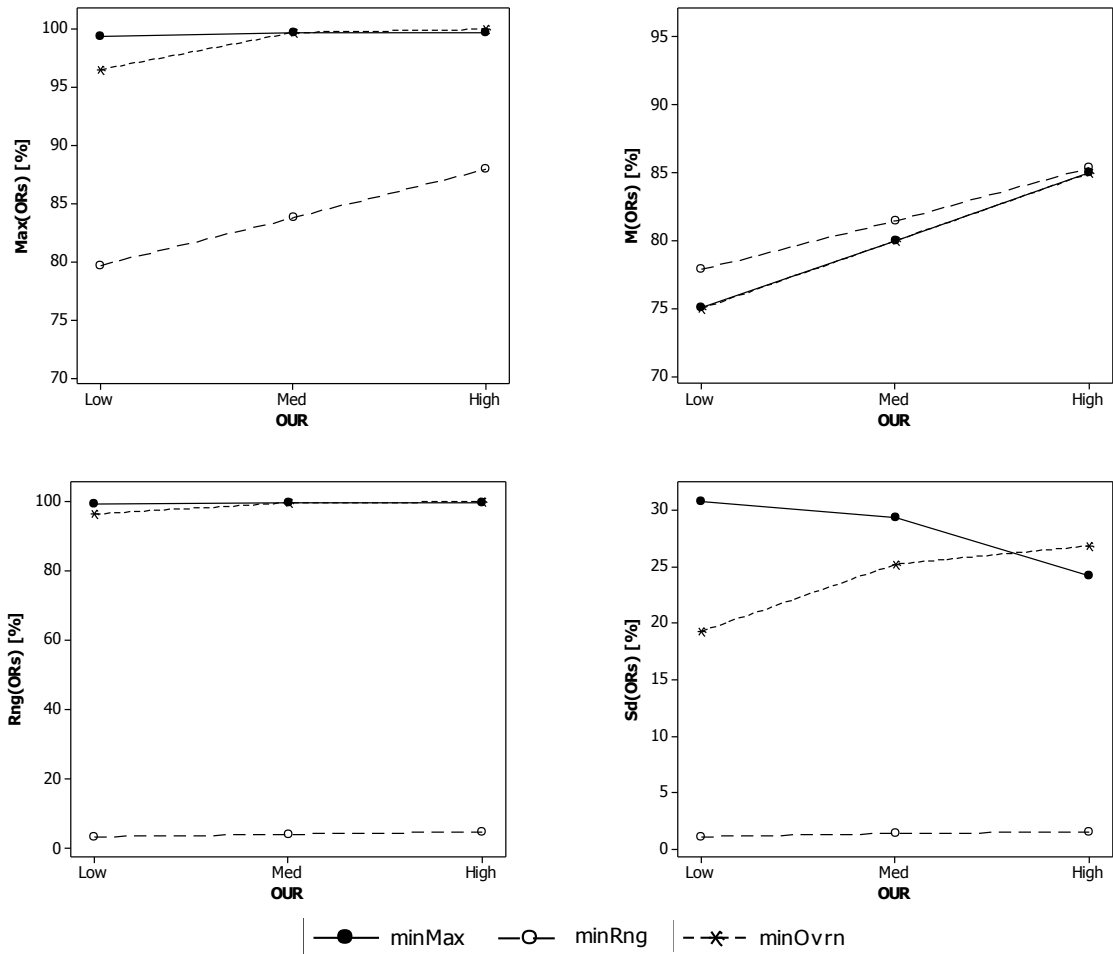 100
95
90
85
80
75
70
Max(ORs) [%]
Low Med High
OUR
95
90
85
80
75
70
M(ORs) [%]
Low Med High
OUR
100
80
60
40
20
0
Rng(ORs) [%]
Low Med High
OUR
30
25
20
15
10
5
0
Sd(ORs) [%]
Low Med High
OUR
minMax minRng minOvrn